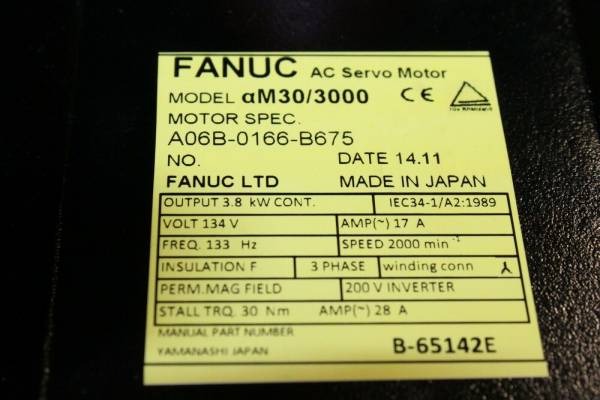 FANUC AC Servo Motor
MODEL αM30/3000 CE
TÜV Rheinland
MOTOR SPEC.
A06B-0166-B675
NO. DATE 14.11
FANUC LTD MADE IN JAPAN
OUTPUT 3.8 kW CONT. IEC34-1/A2:1989
VOLT 134 V AMP(~) 17 A
FREQ. 133 Hz SPEED 2000 min⁻¹
INSULATION F 3 PHASE winding conn
PERM.MAG FIELD 200 V INVERTER
STALL TRQ. 30 Nm AMP(~) 28 A
MANUAL PART NUMBER
YAMANASHI JAPAN B-65142E